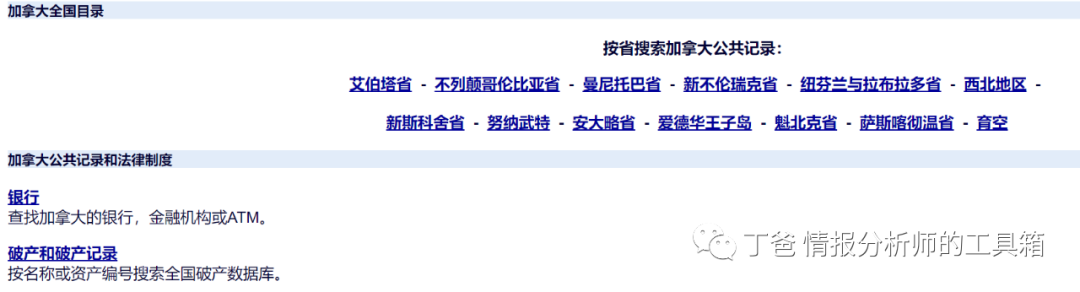 加拿大全国目录
按省搜索加拿大公共记录：
艾伯塔省 - 不列颠哥伦比亚省 - 曼尼托巴省 - 新不伦瑞克省 - 纽芬兰与拉布拉多省 - 西北地区 -
新斯科舍省 - 努纳武特 - 安大略省 - 爱德华王子岛 - 魁北克省 - 萨斯喀彻温省 - 育空
加拿大公共记录和法律制度
银行
查找加拿大的银行，金融机构或ATM。
破产和破产记录
按名称或资产编号搜索全国破产数据库。
丁爸 情报分析师的工具箱